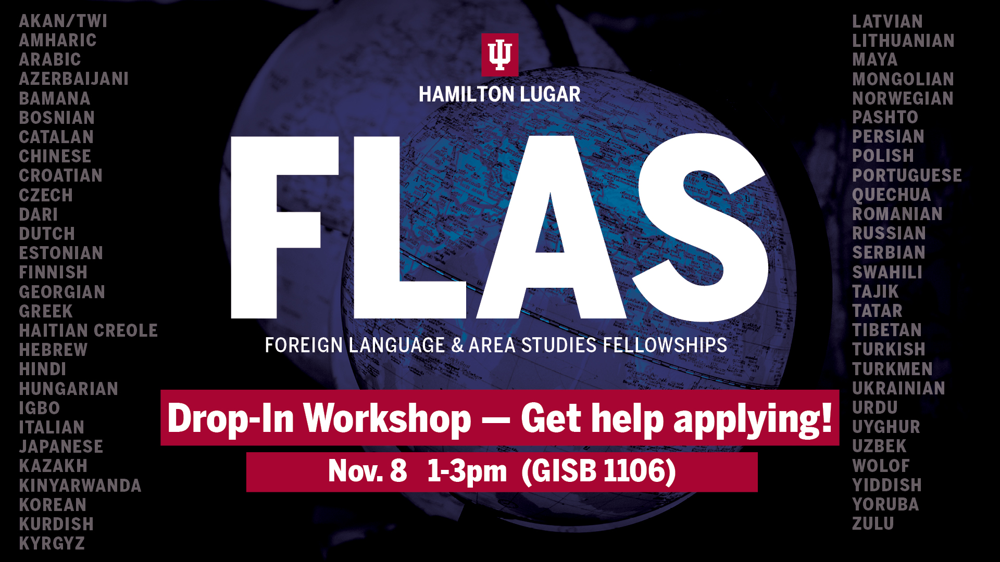 AKAN/TWI
AMHARIC
ARABIC
AZERBAIJANI
BAMANA
BOSNIAN
CATALAN
CHINESE
CROATIAN
CZECH
DARI
DUTCH
ESTONIAN
FINNISH
GEORGIAN
GREEK
HAITIAN CREOLE
HEBREW
HINDI
HUNGARIAN
IGBO
ITALIAN
JAPANESE
KAZAKH
KINYARWANDA
KOREAN
KURDISH
KYRGYZ
HAMILTON LUGAR
FLAS
FOREIGN LANGUAGE & AREA STUDIES FELLOWSHIPS
Drop-In Workshop — Get help applying!
Nov. 8 1-3pm (GISB 1106)
LATVIAN
LITHUANIAN
MAYA
MONGOLIAN
NORWEGIAN
PASHTO
PERSIAN
POLISH
PORTUGUESE
QUECHUA
ROMANIAN
RUSSIAN
SERBIAN
SWAHILI
TAJIK
TATAR
TIBETAN
TURKISH
TURKMEN
UKRAINIAN
URDU
UYGHUR
UZBEK
WOLOF
YIDDISH
YORUBA
ZULU